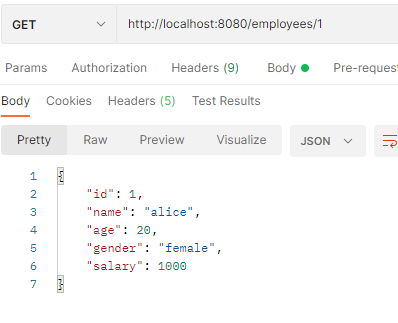 GET http://localhost:8080/employees/1
Params Authorization Headers (9) Body Pre-reques
Body Cookies Headers (5) Test Results
Pretty Raw Preview Visualize JSON
1 {
2 "id": 1,
3 "name": "alice",
4 "age": 20,
5 "gender": "female",
6 "salary": 1000
7 }